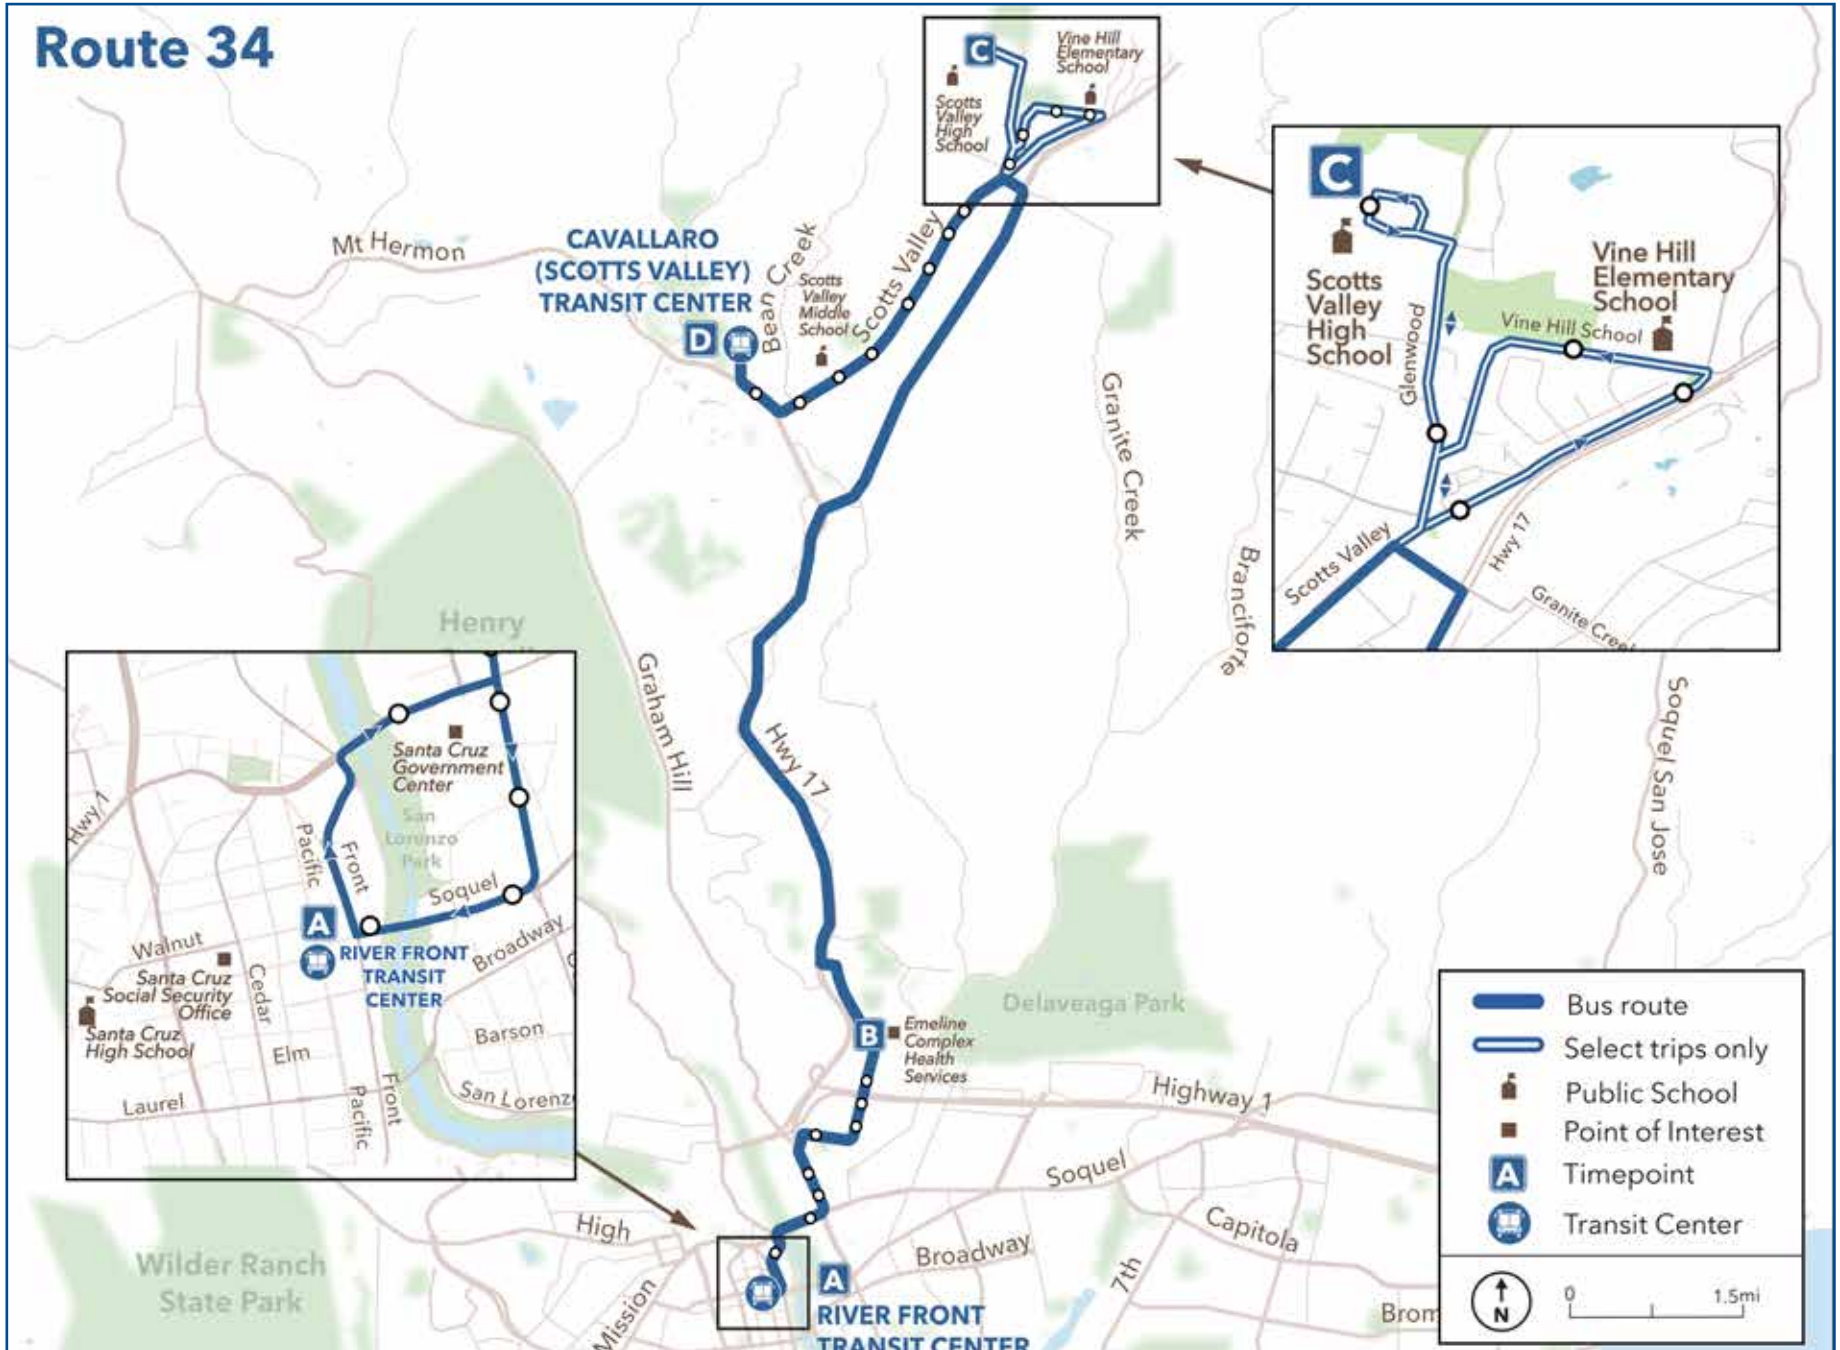 Route 34
C
Vine Hill
Elementary
School
Scotts
Valley
High
School
Mt Hermon
CAVALLARO
(SCOTTS VALLEY)
TRANSIT CENTER
D
Bean Creek
Scotts
Valley
Middle
School
Scotts Valley
C
Scotts
Valley
High
School
Vine Hill
Elementary
School
Vine Hill School
Glenwood
Scotts Valley
Hwy 17
Granite Creek
Granite Creek
Branciforte
Henry
Graham Hill
Hwy 17
Soquel San Jose
Santa Cruz
Government
Center
San
Lorenzo
Park
Hwy 1
Pacific
Front
Soquel
A
RIVER FRONT
TRANSIT
CENTER
Broadway
Walnut
Santa Cruz
Social Security
Office
Cedar
Santa Cruz
High School
Elm
Barson
Laurel
Pacific
Front
San Lorenz
Delaveaga Park
B
Emeline
Complex
Health
Services
Highway 1
Soquel
High
Broadway
Capitola
7th
Mission
Brom
Wilder Ranch
State Park
A
RIVER FRONT
TRANSIT CENTER
Bus route
Select trips only
Public School
Point of Interest
A
Timepoint
Transit Center
N
0
1.5mi